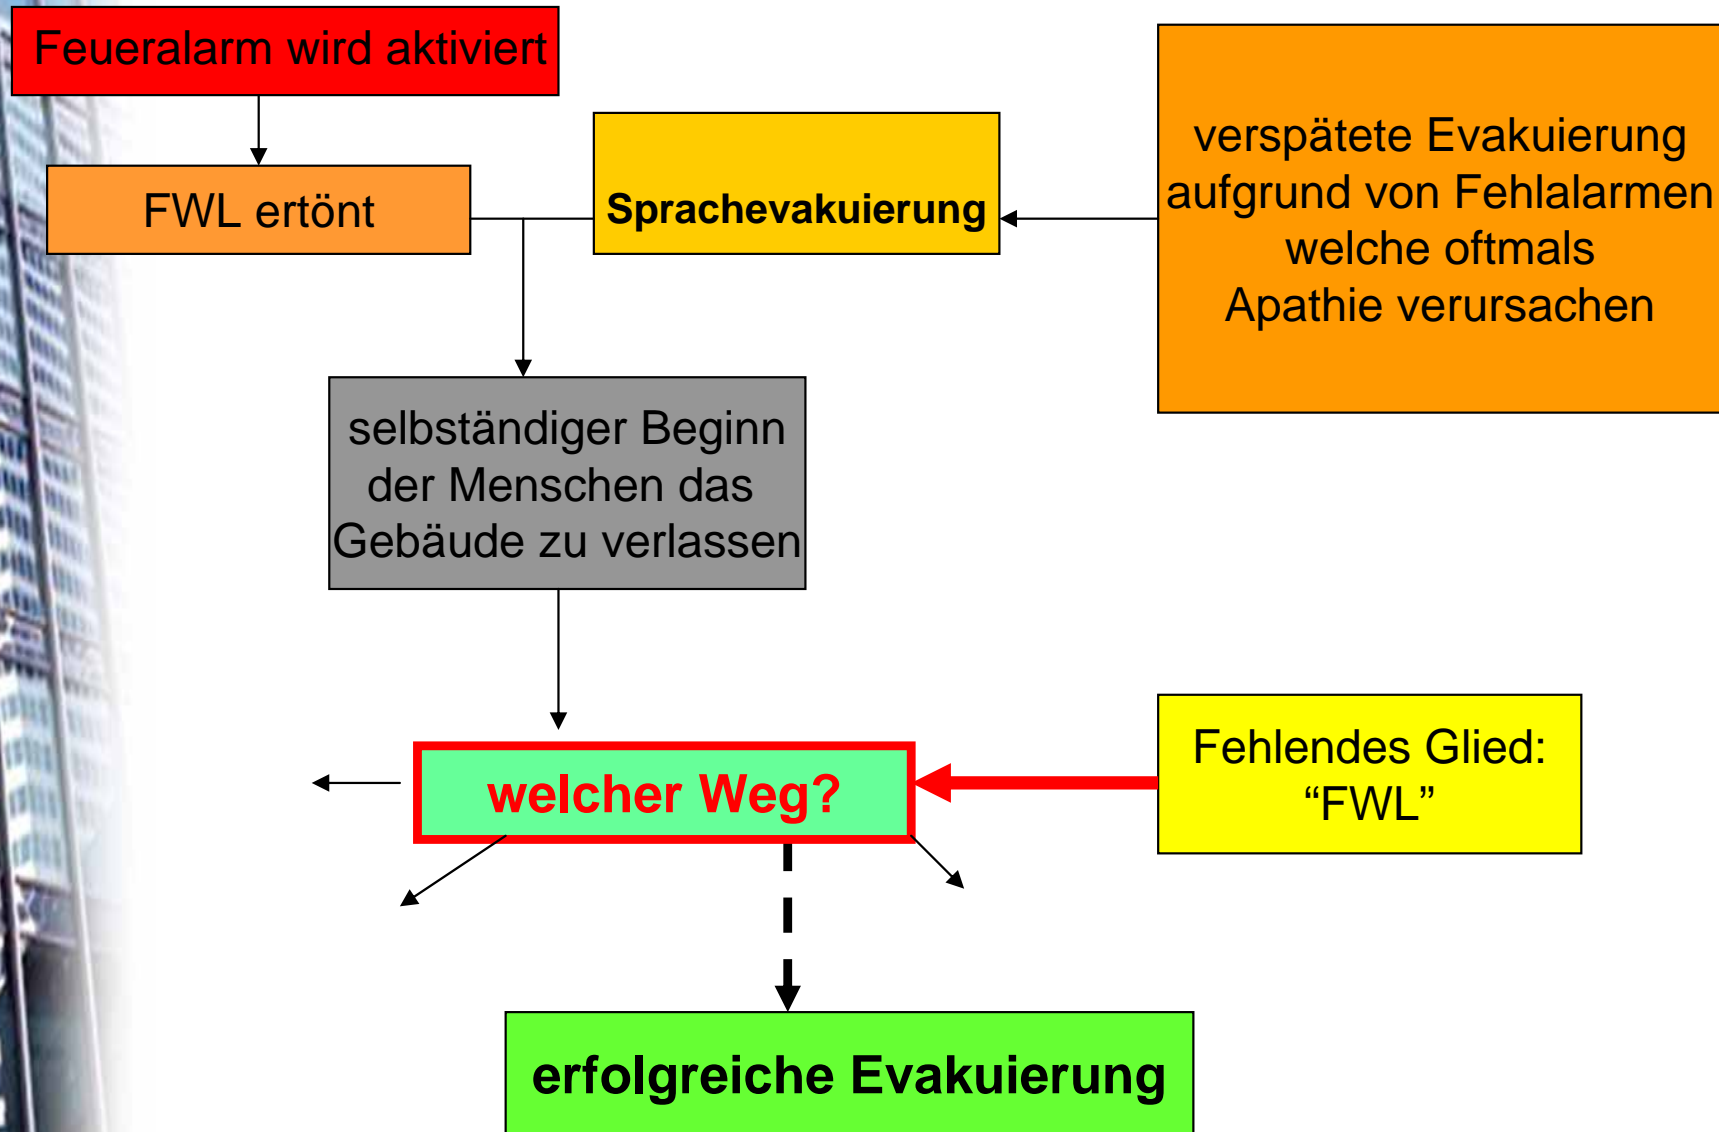 Feueralarm wird aktiviert
FWL ertönt
Sprachevakuierung
verspätete Evakuierung
aufgrund von Fehlalarmen
welche oftmals
Apathie verursachen
selbständiger Beginn
der Menschen das
Gebäude zu verlassen
welcher Weg?
Fehlendes Glied:
“FWL”
erfolgreiche Evakuierung